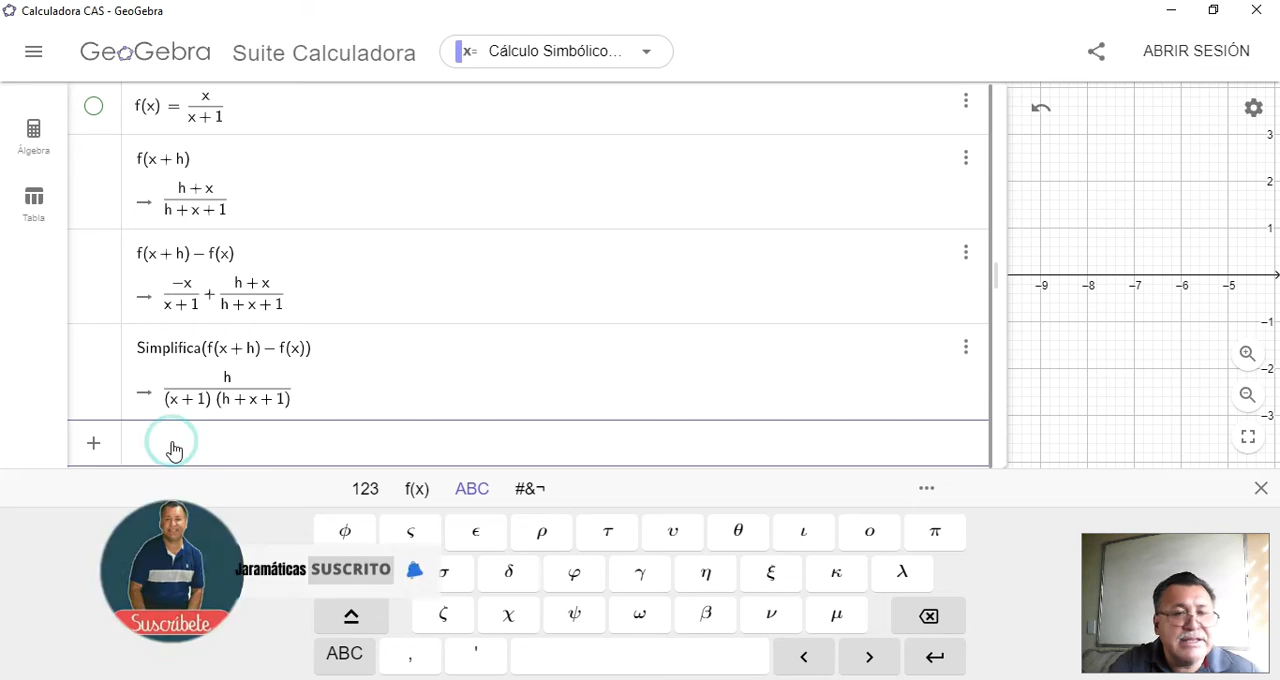 Calculadora CAS - GeoGebra
GeoGebra Suite Calculadora x= Cálculo Simbólico... ABRIR SESIÓN
Álgebra
Tabla
f(x) = x/(x + 1)
f(x + h)
→ (h + x)/(h + x + 1)
f(x + h) − f(x)
→ −x/(x + 1) + (h + x)/(h + x + 1)
Simplifica(f(x + h) − f(x))
→ h/((x + 1) (h + x + 1))
+
3
2
1
-9 -8 -7 -6 -5
−1
−2
−3
123 f(x) ABC #&¬ ...
ϕ ς ϵ ρ τ υ θ ι ο π
σ δ φ γ η ξ κ λ
ζ χ ψ ω β ν μ
ABC , ' < >
Jaramáticas SUSCRITO
Suscríbete